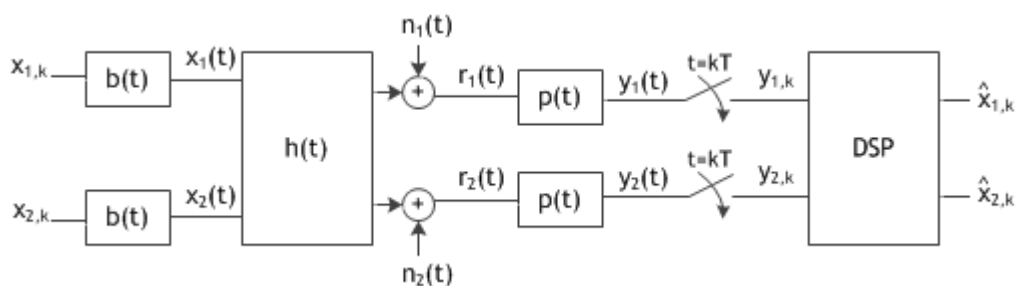 n₁(t)
x₁,ₖ b(t) x₁(t) r₁(t) p(t) y₁(t) t=kT y₁,ₖ x̂₁,ₖ
+
h(t) DSP
x₂,ₖ b(t) x₂(t) r₂(t) p(t) y₂(t) t=kT y₂,ₖ x̂₂,ₖ
+
n₂(t)